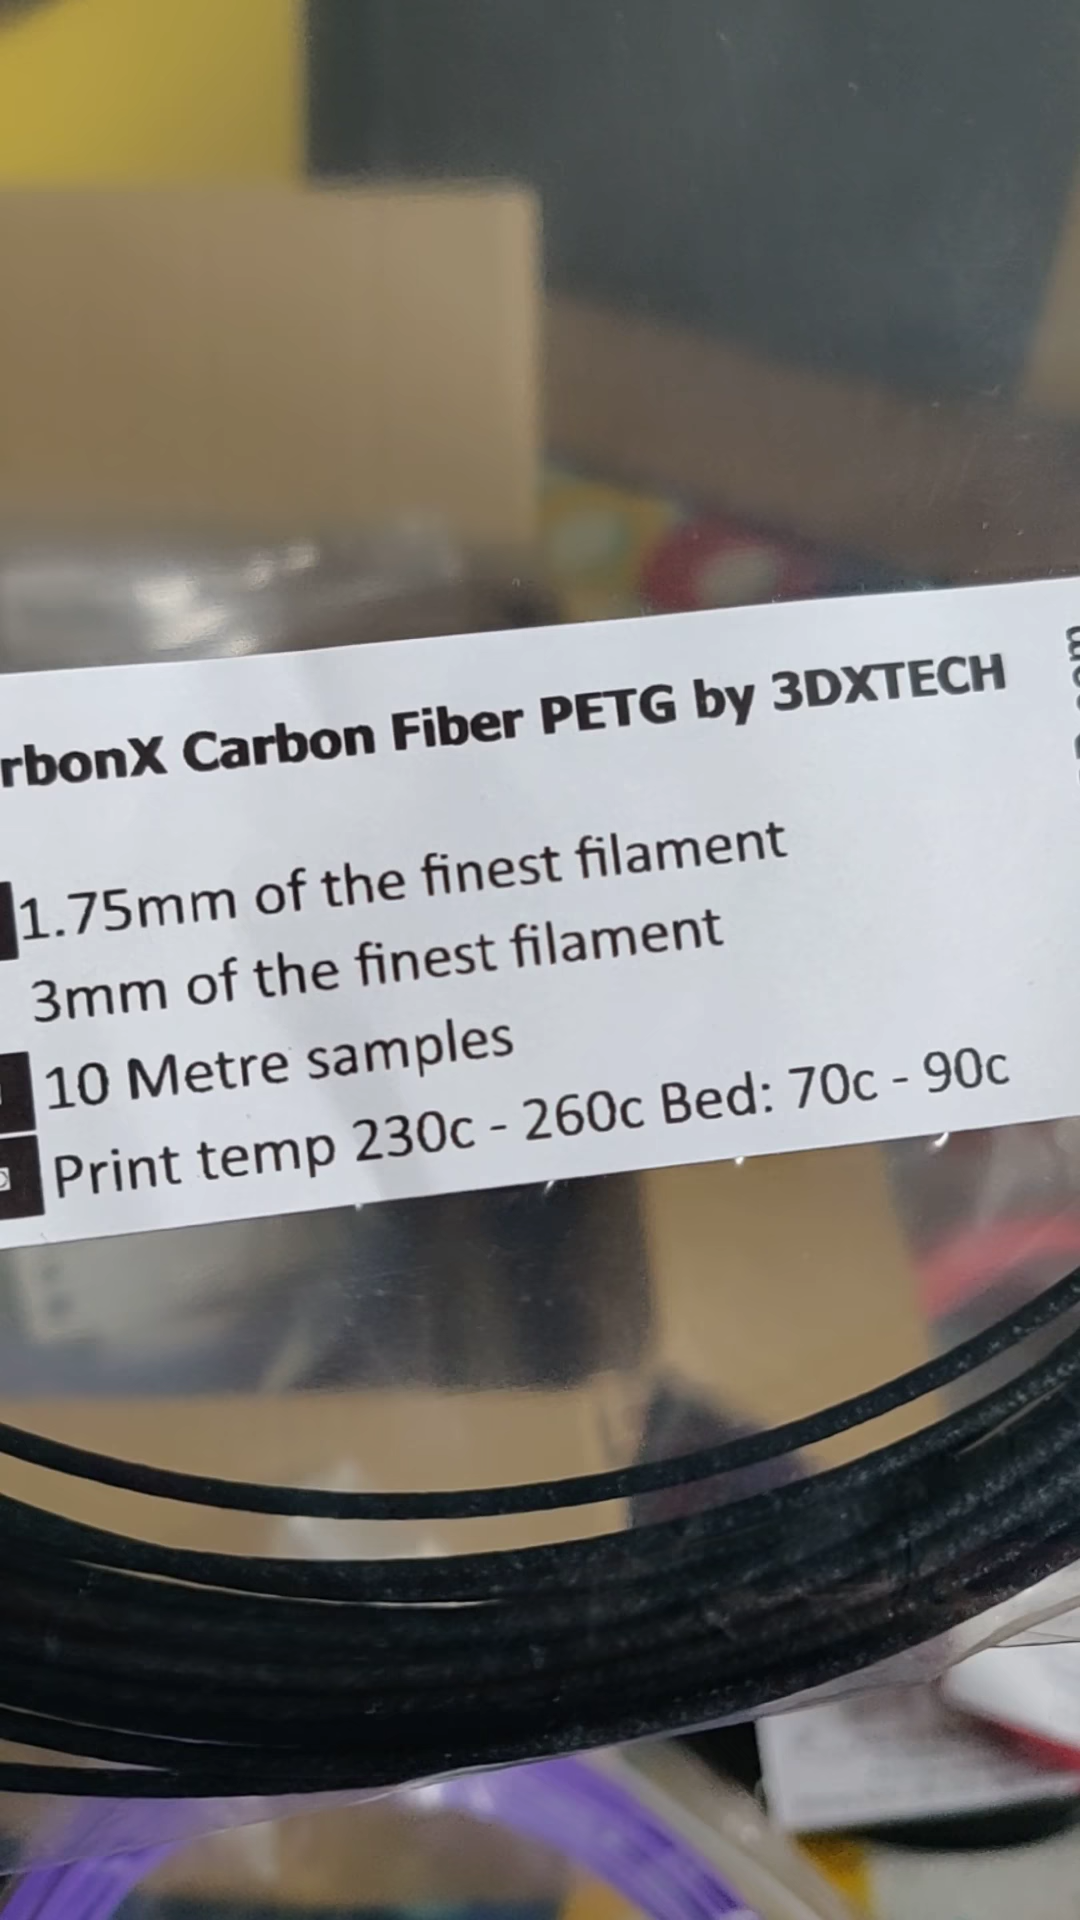 rbonX Carbon Fiber PETG by 3DXTECH
1.75mm of the finest filament
3mm of the finest filament
10 Metre samples
Print temp 230c - 260c Bed: 70c - 90c